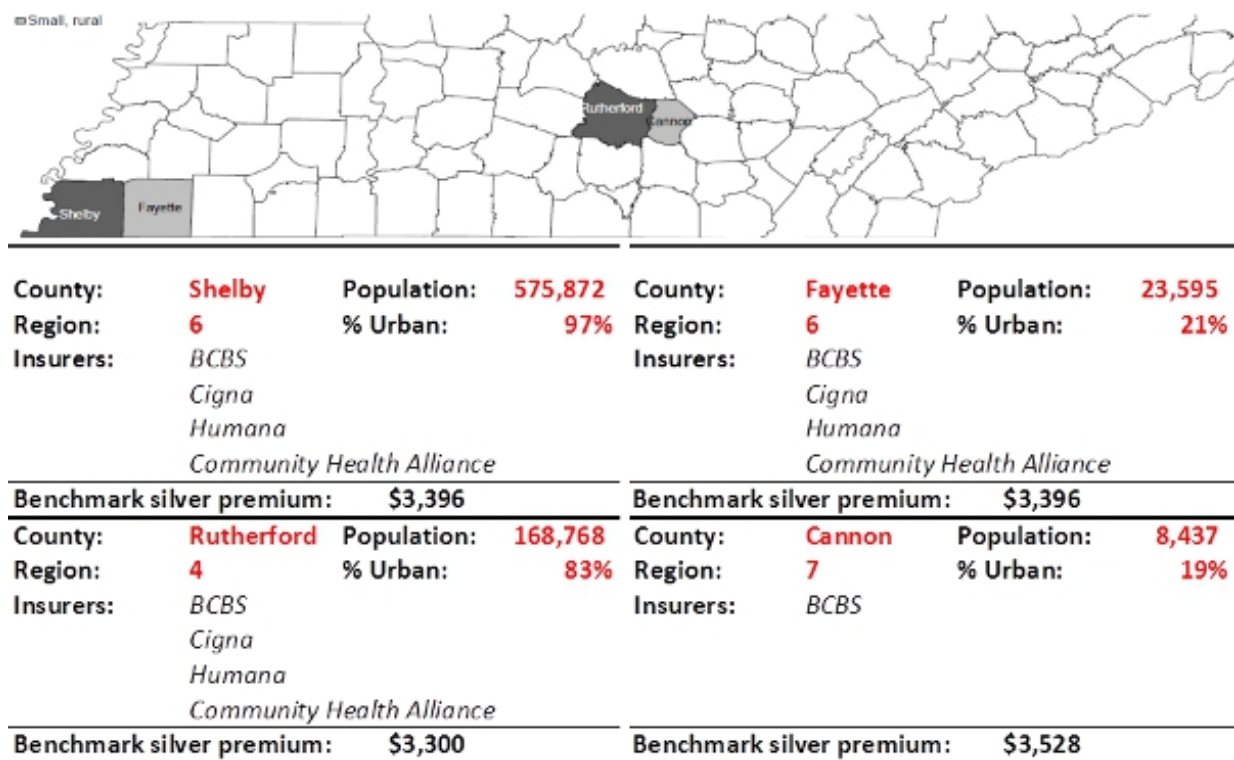 Small, rural
Rutherford
Cannon
Shelby
Fayette
County: Shelby Population: 575,872
Region: 6 % Urban: 97%
Insurers: BCBS
Cigna
Humana
Community Health Alliance
Benchmark silver premium: $3,396
County: Fayette Population: 23,595
Region: 6 % Urban: 21%
Insurers: BCBS
Cigna
Humana
Community Health Alliance
Benchmark silver premium: $3,396
County: Rutherford Population: 168,768
Region: 4 % Urban: 83%
Insurers: BCBS
Cigna
Humana
Community Health Alliance
Benchmark silver premium: $3,300
County: Cannon Population: 8,437
Region: 7 % Urban: 19%
Insurers: BCBS
Benchmark silver premium: $3,528